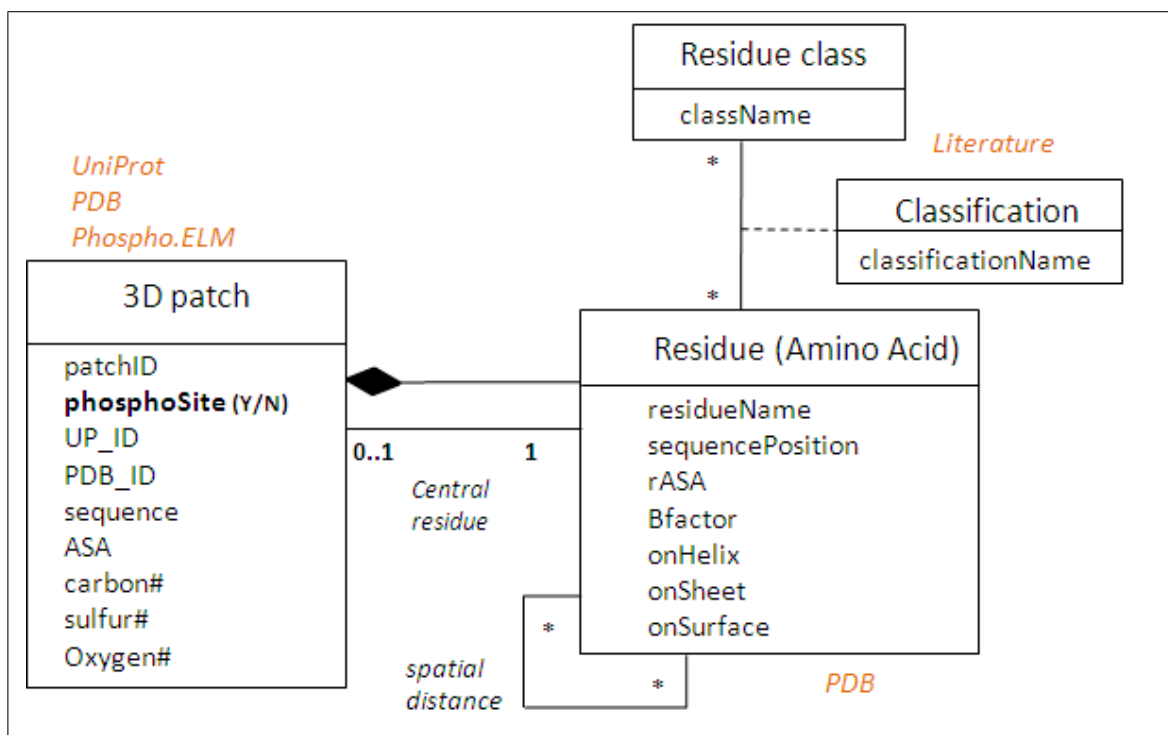 Residue class
className
Literature
Classification
classificationName
UniProt
PDB
Phospho.ELM
3D patch
patchID
phosphoSite (Y/N)
UP_ID
PDB_ID
sequence
ASA
carbon#
sulfur#
Oxygen#
*
*
Residue (Amino Acid)
residueName
sequencePosition
rASA
Bfactor
onHelix
onSheet
onSurface
0..1
1
Central
residue
*
*
spatial
distance
PDB